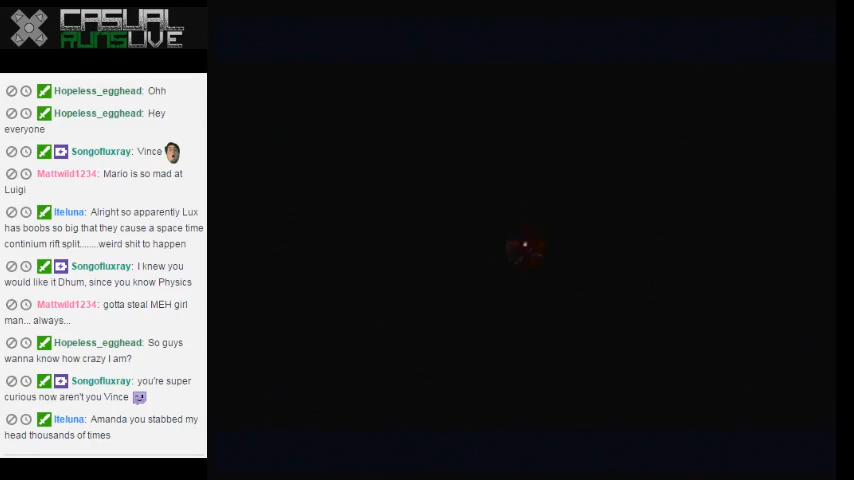 CASUAL
RUNSLIVE
Hopeless_egghead: Ohh
Hopeless_egghead: Hey
everyone
Songofluxray: Vince
Mattwild1234: Mario is so mad at
Luigi
Iteluna: Alright so apparently Lux
has boobs so big that they cause a space time
continium rift split........weird shit to happen
Songofluxray: I knew you
would like it Dhum, since you know Physics
Mattwild1234: gotta steal MEH girl
man... always...
Hopeless_egghead: So guys
wanna know how crazy I am?
Songofluxray: you're super
curious now aren't you Vince
Iteluna: Amanda you stabbed my
head thousands of times